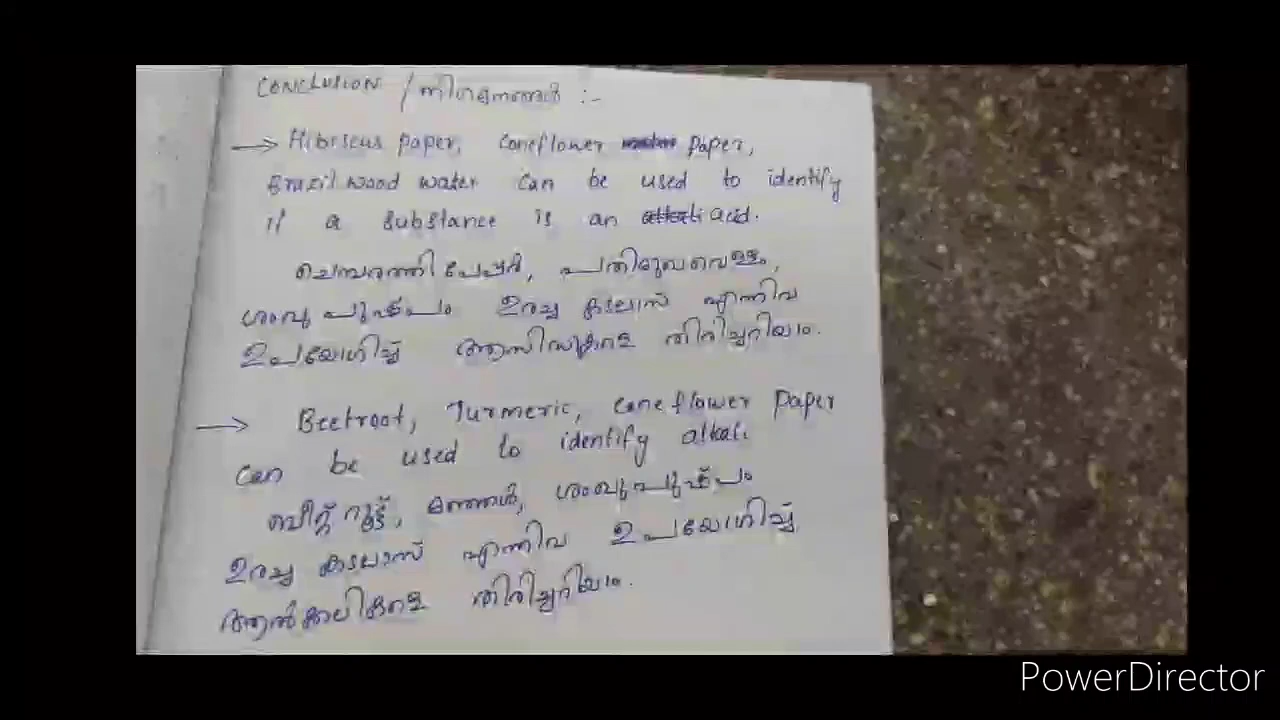 CONCLUSION / നിഗമനങ്ങൾ :-
→ Hibiscus paper, Coneflower paper,
Brazil wood water can be used to identify
if a substance is an acid.
ചെമ്പരത്തി പേപ്പർ, പതിമുഖവെള്ളം,
ശംഖുപുഷ്പം ഉരച്ച കടലാസ് എന്നിവ
ഉപയോഗിച്ച് ആസിഡുകളെ തിരിച്ചറിയാം.
→ Beetroot, Turmeric, Coneflower paper
can be used to identify alkali
ബീറ്റ് റൂട്ട്, മഞ്ഞൾ, ശംഖുപുഷ്പം
ഉരച്ച കടലാസ് എന്നിവ ഉപയോഗിച്ച്
ആൽക്കലികളെ തിരിച്ചറിയാം.
PowerDirector